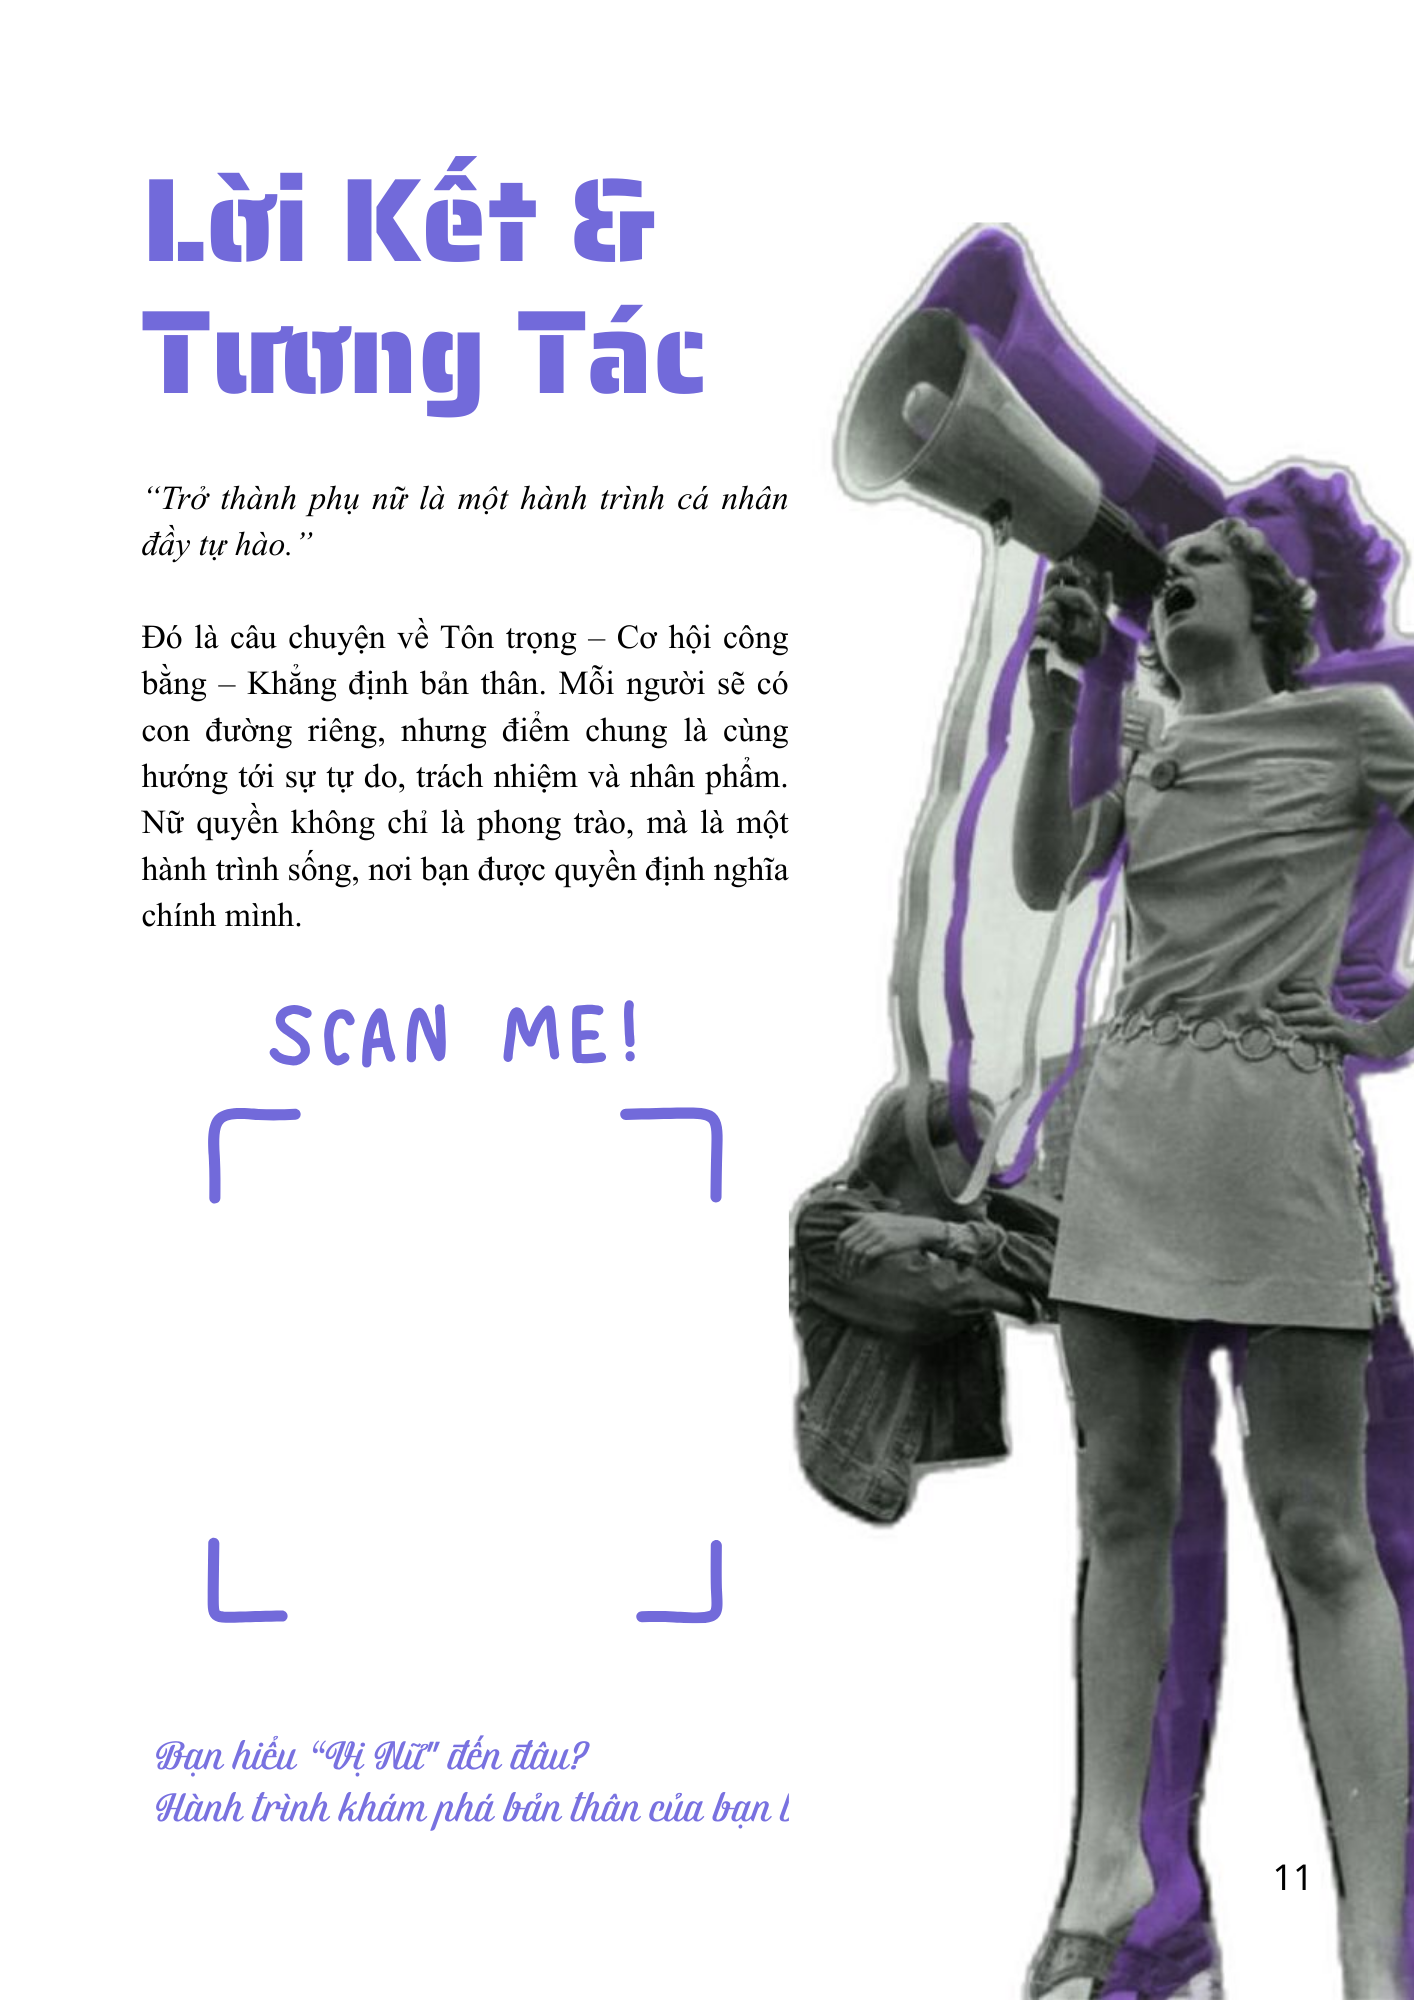 Lời Kết &
Tương Tác
“Trở thành phụ nữ là một hành trình cá nhân
đầy tự hào.”
Đó là câu chuyện về Tôn trọng – Cơ hội công
bằng – Khẳng định bản thân. Mỗi người sẽ có
con đường riêng, nhưng điểm chung là cùng
hướng tới sự tự do, trách nhiệm và nhân phẩm.
Nữ quyền không chỉ là phong trào, mà là một
hành trình sống, nơi bạn được quyền định nghĩa
chính mình.
SCAN ME!
Bạn hiểu “Vị Nữ" đến đâu?
Hành trình khám phá bản thân của bạn
11